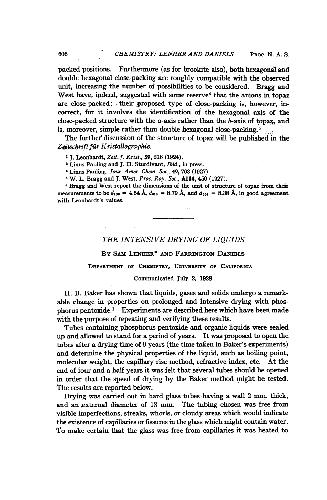 606 CHEMISTRY: LENHER AND DANIELS PROC. N. A. S.
packed positions. Furthermore (as for brookite also), both hexagonal and
double hexagonal close-packing are roughly compatible with the observed
unit, increasing the number of possibilities to be considered. Bragg and
West have, indeed, suggested with some reserve⁴ that the anions in topaz
are close-packed; their proposed type of close-packing is, however, in-
correct, for it involves the identification of the hexagonal axis of the
close-packed structure with the a-axis rather than the b-axis of topaz, and
is, moreover, simple rather than double hexagonal close-packing.⁵
The further discussion of the structure of topaz will be published in the
Zeitschrift für Kristallographie.
¹ J. Leonhardt, Zeit. f. Krist., 59, 216 (1924).
² Linus Pauling and J. H. Sturdivant, Ibid., in press.
³ Linus Pauling, Jour. Amer. Chem. Soc., 49, 765 (1927).
⁴ W. L. Bragg and J. West, Proc. Roy. Soc., A114, 450 (1927).
⁵ Bragg and West report the dimensions of the unit of structure of topaz from their
measurements to be 4.64 Å, 8.78 Å, and 8.38 Å, in good agreement
with Leonhardt's values.
THE INTENSIVE DRYING OF LIQUIDS
BY SAM LENHER* AND FARRINGTON DANIELS
DEPARTMENT OF CHEMISTRY, UNIVERSITY OF CALIFORNIA
Communicated July 2, 1928
H. B. Baker has shown that liquids, gases and solids undergo a remark-
able change in properties on prolonged and intensive drying with phos-
phorus pentoxide.¹ Experiments are described here which have been made
with the purpose of repeating and verifying these results.
Tubes containing phosphorus pentoxide and organic liquids were sealed
up and allowed to stand for a period of years. It was proposed to open the
tubes after a drying time of 9 years (the time taken in Baker's experiments)
and determine the physical properties of the liquid, such as boiling point,
molecular weight, the capillary rise method, refractive index, etc. At the
end of four and a half years it was felt that several tubes should be opened
in order that the speed of drying by the Baker method might be tested.
The results are reported below.
Drying was carried out in hard glass tubes having a wall 2 mm. thick,
and an external diameter of 13 mm. The tubing chosen was free from
visible imperfections, streaks, whorls, or cloudy areas which would indicate
the existence of capillaries or fissures in the glass which might contain water.
To make certain that the glass was free from capillaries it was heated to